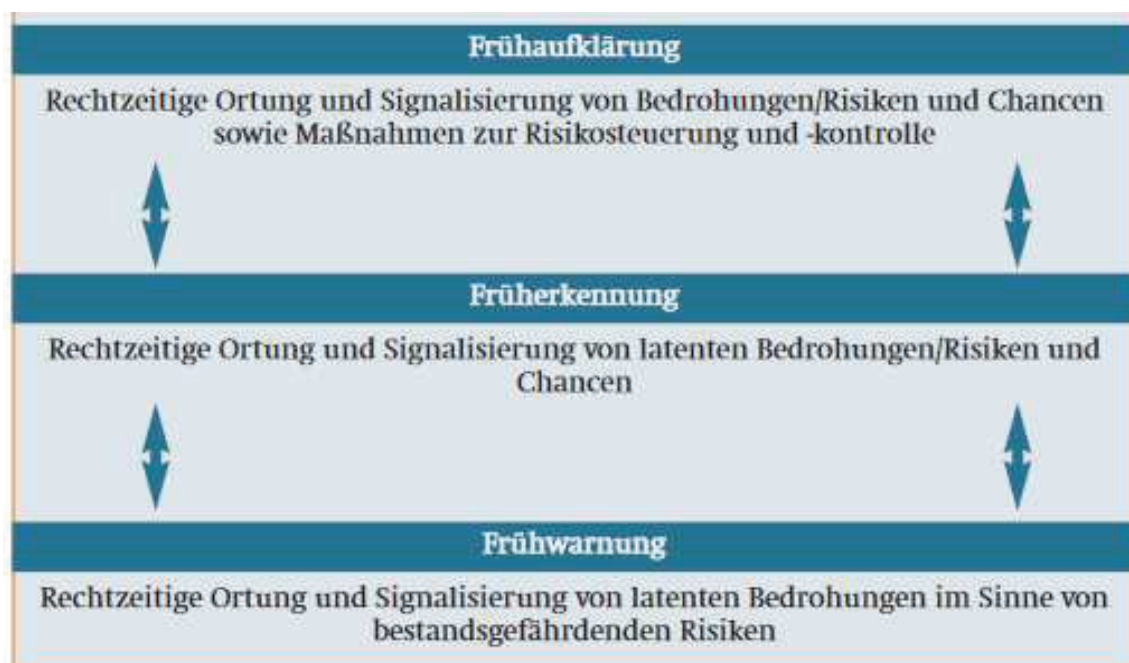 Frühaufklärung
Rechtzeitige Ortung und Signalisierung von Bedrohungen/Risiken und Chancen
sowie Maßnahmen zur Risikosteuerung und -kontrolle
Früherkennung
Rechtzeitige Ortung und Signalisierung von latenten Bedrohungen/Risiken und
Chancen
Frühwarnung
Rechtzeitige Ortung und Signalisierung von latenten Bedrohungen im Sinne von
bestandsgefährdenden Risiken